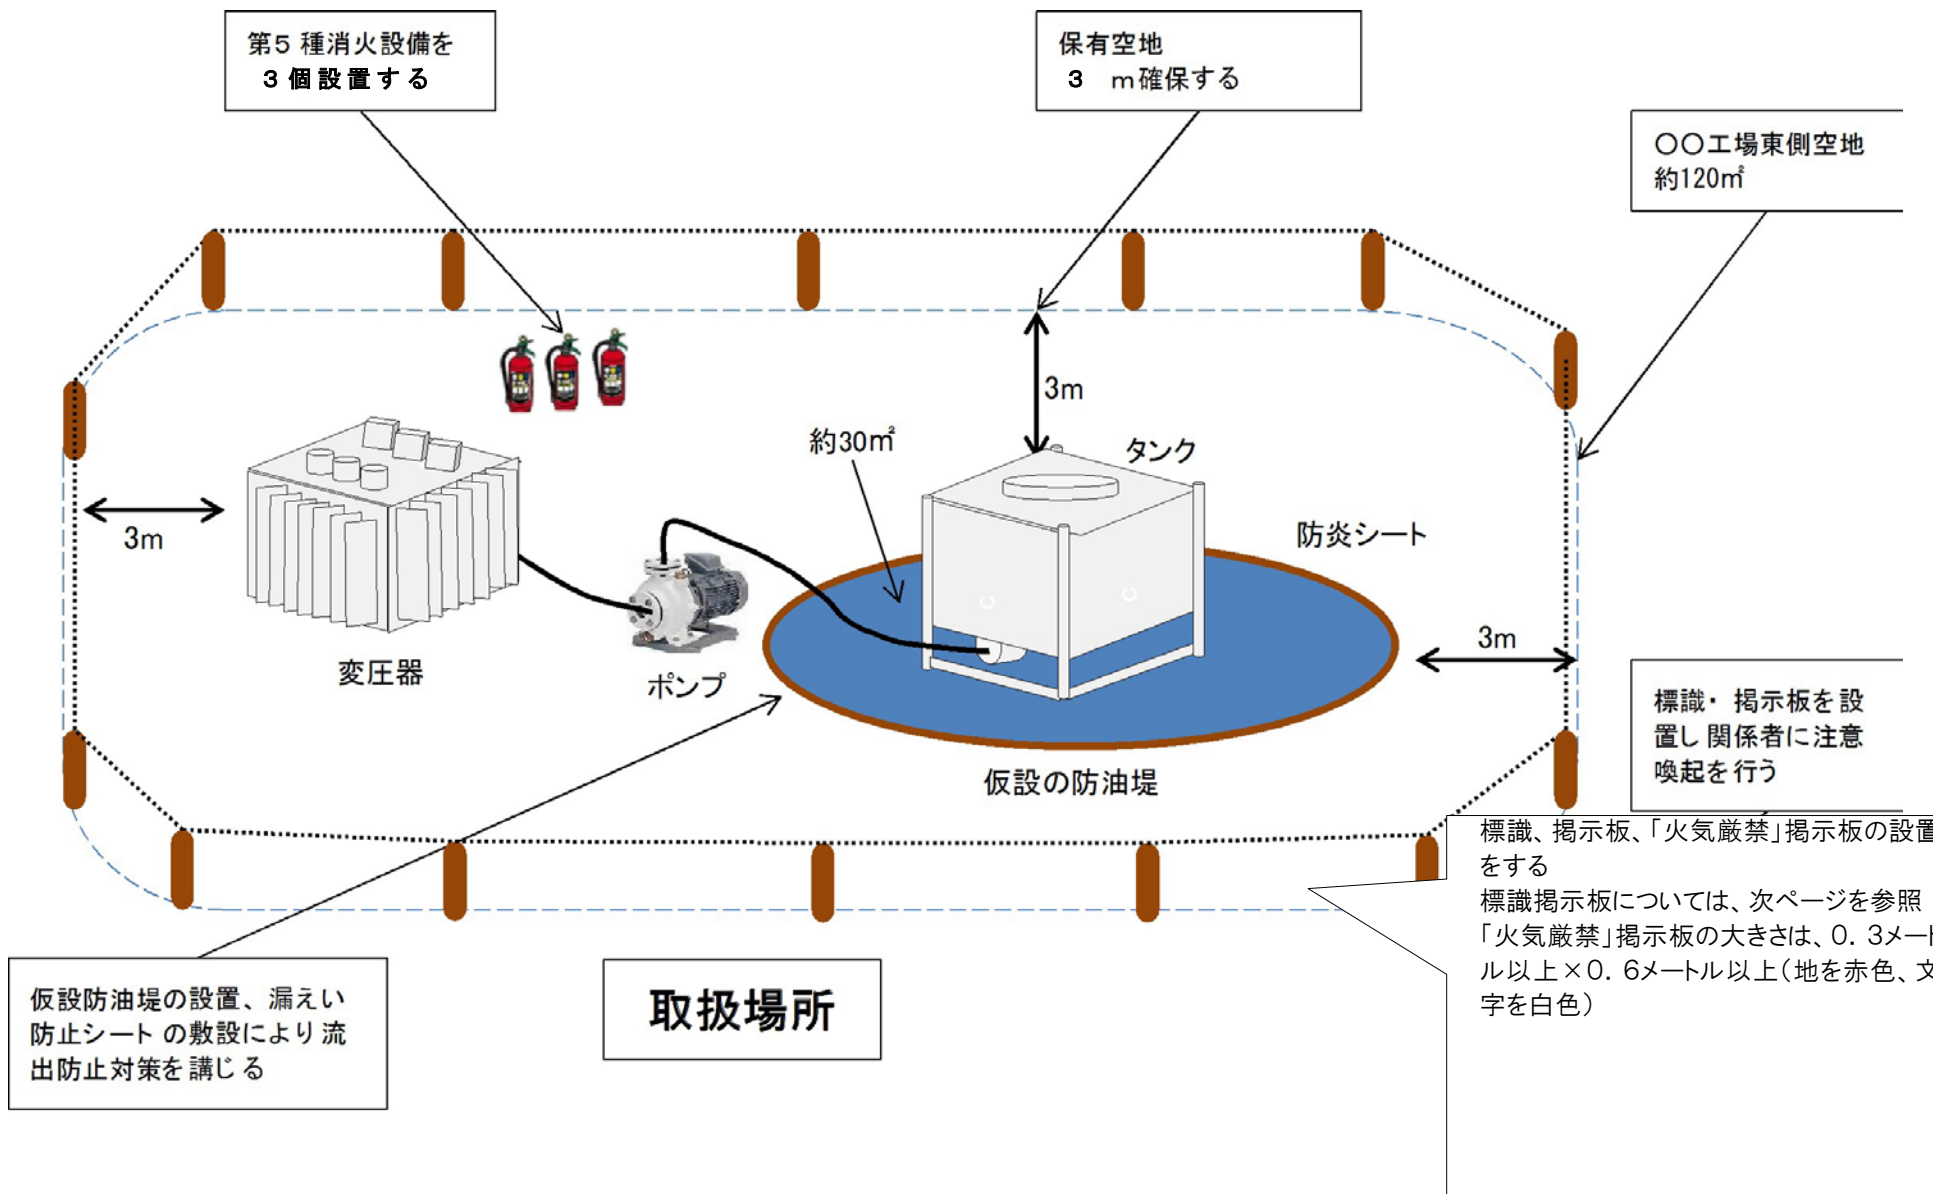 第5 種消火設備を
3 個設置する
保有空地
3 m確保する
〇〇工場東側空地
約120㎡
3m
約30㎡
タンク
防炎シート
3m
変圧器
ポンプ
3m
仮設の防油堤
標識・ 掲示板を設
置し 関係者に注意
喚起を行う
標識、掲示板、「火気厳禁」掲示板の設置
をする
標識掲示板については、次ページを参照
「火気厳禁」掲示板の大きさは、0. 3メート
ル以上×0. 6メートル以上(地を赤色、文
字を白色)
仮設防油堤の設置、漏えい
防止シート の敷設により 流
出防止対策を講じる
取扱場所